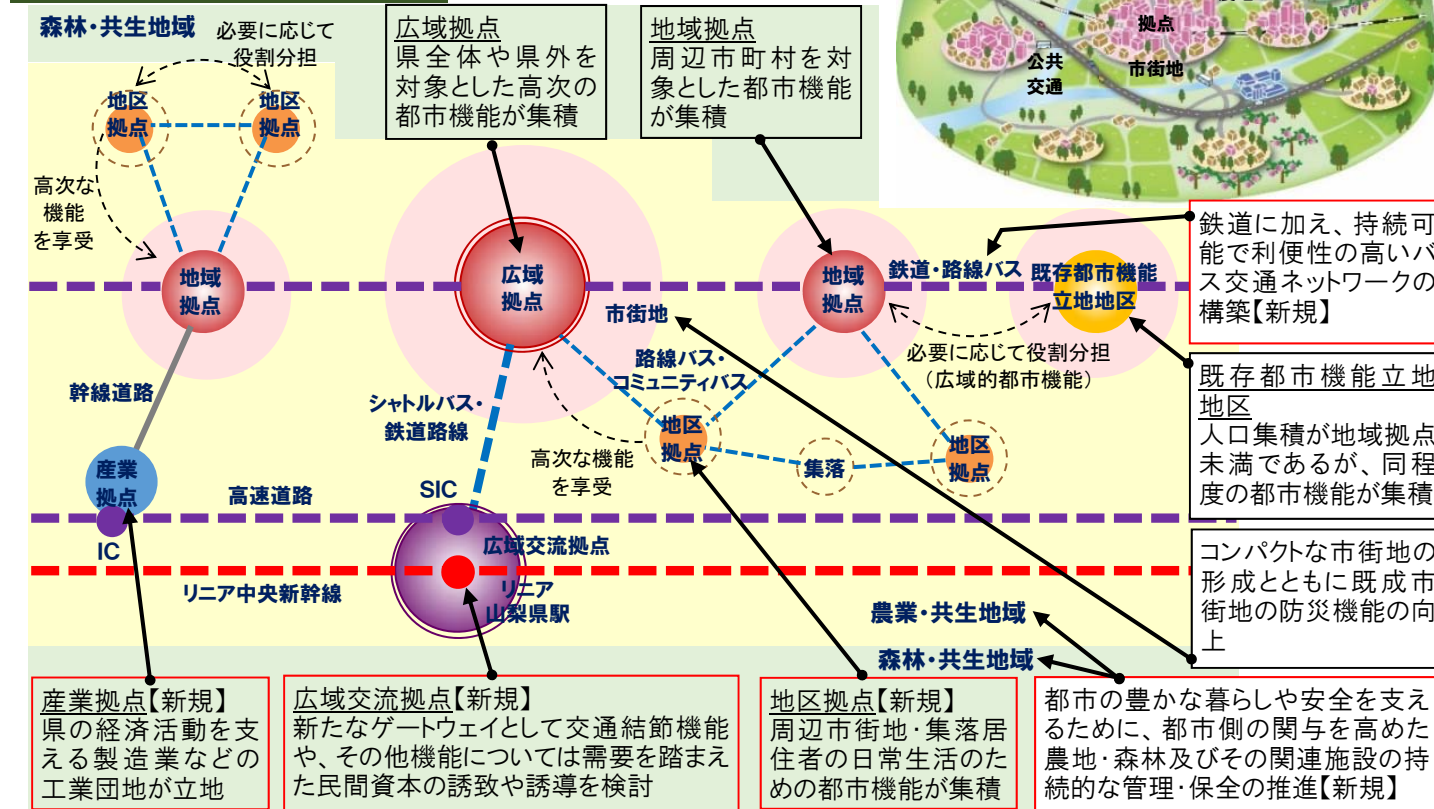 森林・共生地域
必要に応じて
役割分担
地区
拠点
地区
拠点
高次な
機能
を享受
広域拠点
県全体や県外を
対象とした高次の
都市機能が集積
地域拠点
周辺市町村を対
象とした都市機能
が集積
拠点
市街地
公共
交通
地域
拠点
広域
拠点
地域
拠点
鉄道・路線バス
既存都市機能
立地地区
市街地
必要に応じて役割分担
（広域的都市機能）
路線バス・
コミュニティバス
幹線道路
シャトルバス・
鉄道路線
地区
拠点
集落
地区
拠点
高次な機能
を享受
産業
拠点
高速道路
SIC
IC
広域交流拠点
リニア中央新幹線
リニア
山梨県駅
農業・共生地域
森林・共生地域
鉄道に加え、持続可
能で利便性の高いバ
ス交通ネットワークの
構築【新規】
既存都市機能立地
地区
人口集積が地域拠点
未満であるが、同程
度の都市機能が集積
コンパクトな市街地の
形成とともに既成市
街地の防災機能の向
上
産業拠点【新規】
県の経済活動を支
える製造業などの
工業団地が立地
広域交流拠点【新規】
新たなゲートウェイとして交通結節機能
や、その他機能については需要を踏まえ
た民間資本の誘致や誘導を検討
地区拠点【新規】
周辺市街地・集落居
住者の日常生活のた
めの都市機能が集積
都市の豊かな暮らしや安全を支え
るために、都市側の関与を高めた
農地・森林及びその関連施設の持
続的な管理・保全の推進【新規】